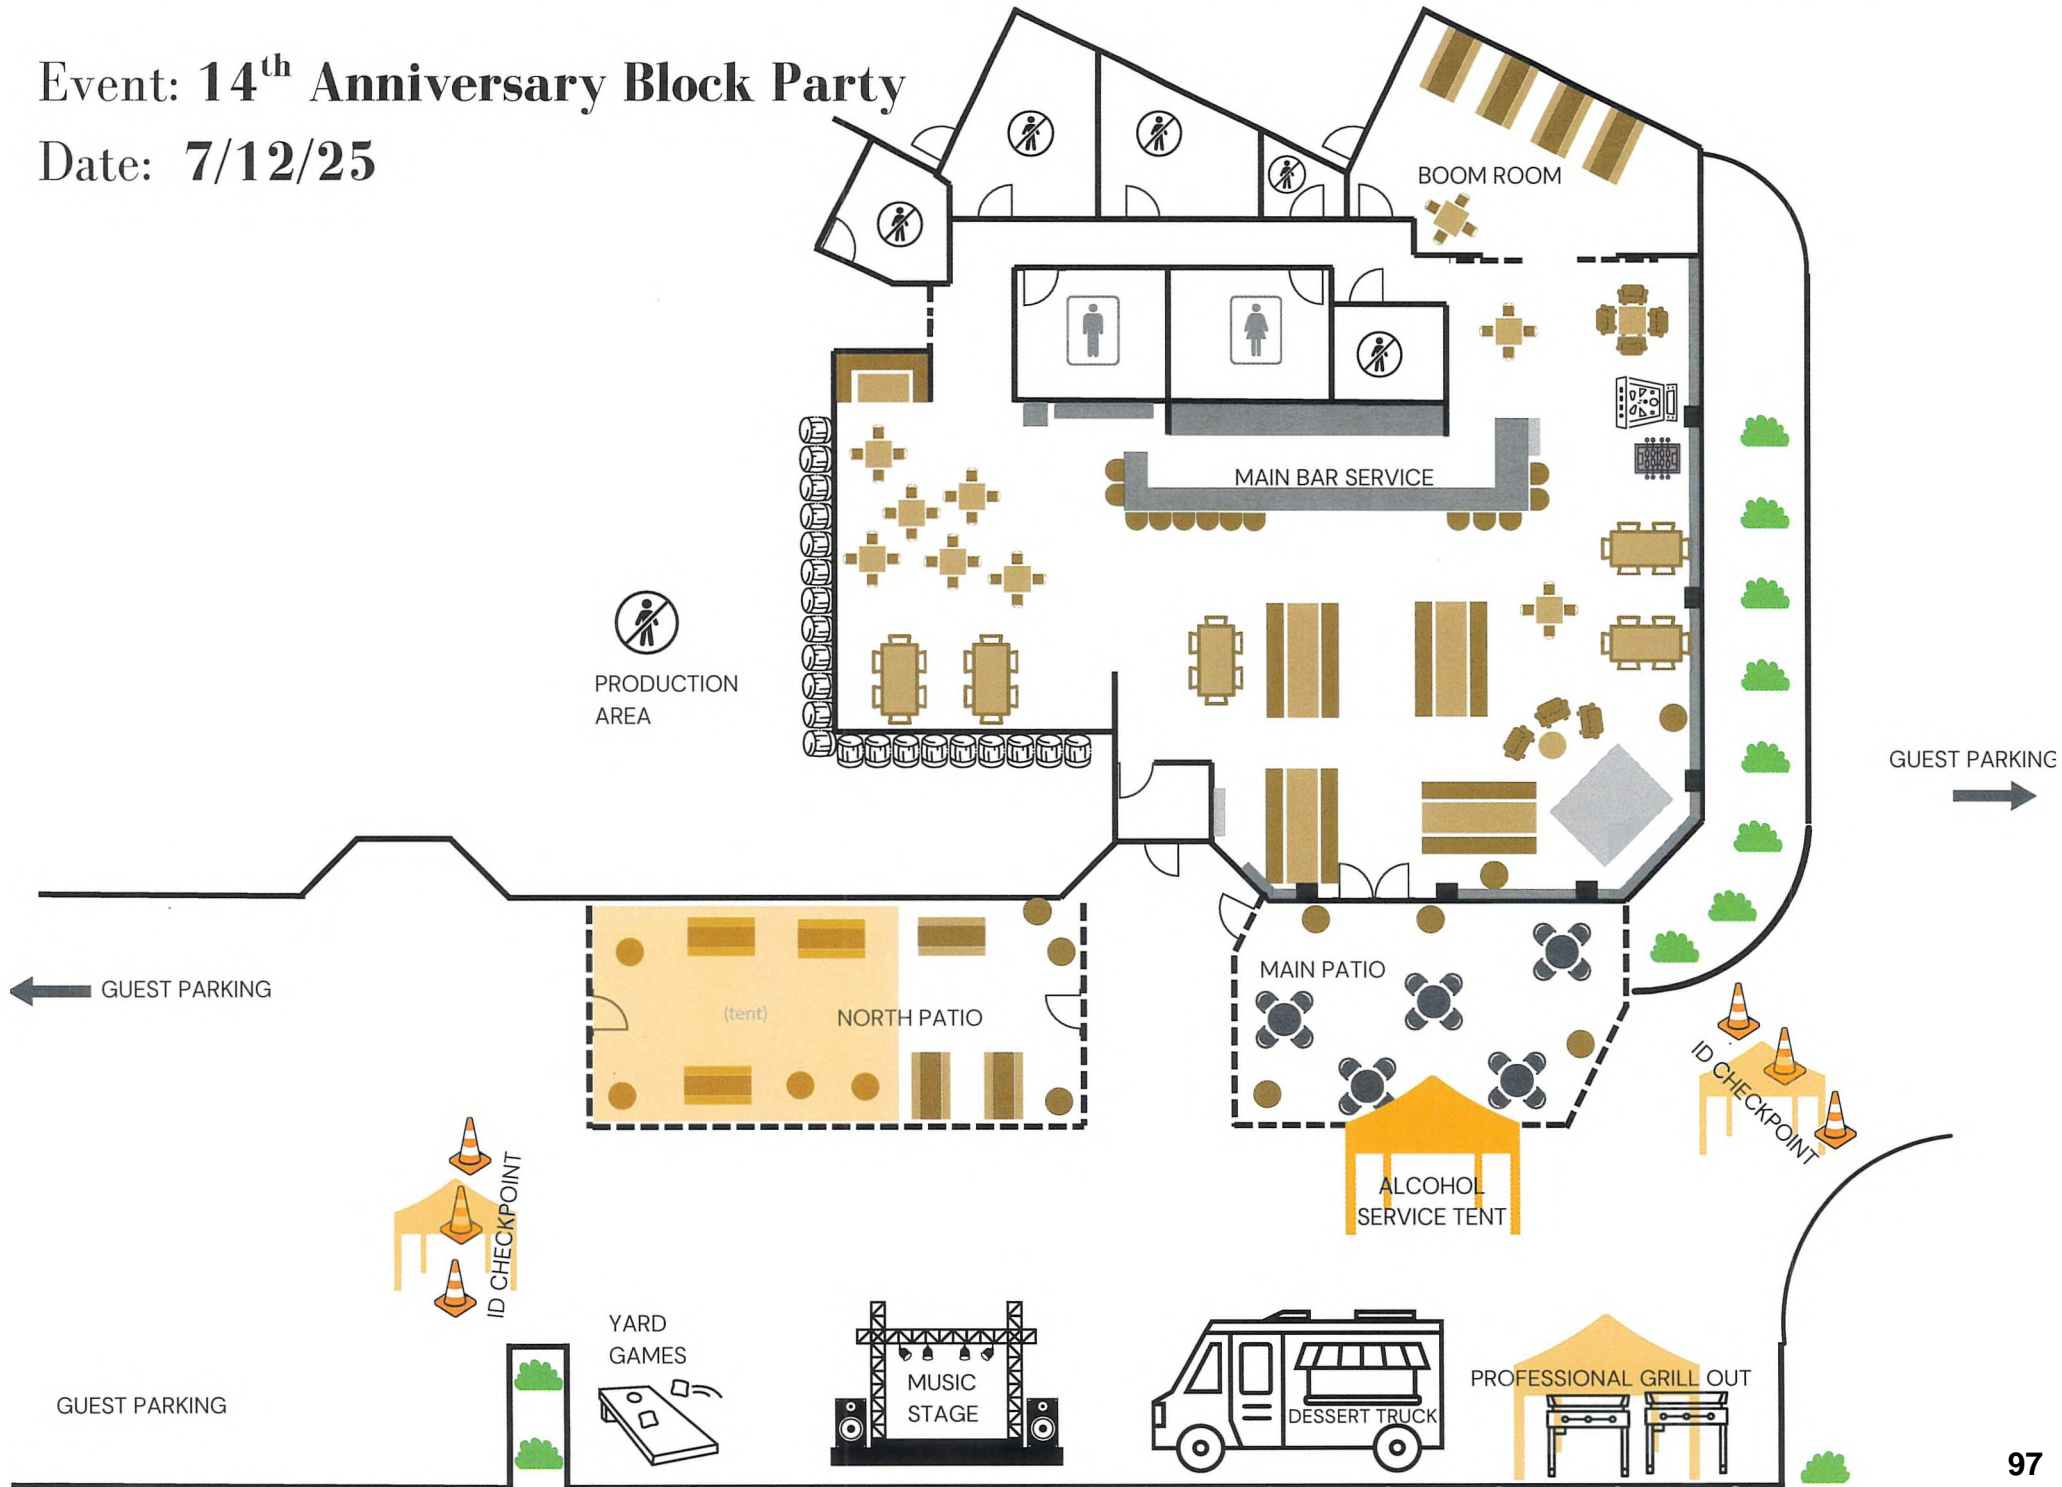 Event: 14th Anniversary Block Party
Date: 7/12/25
BOOM ROOM
MAIN BAR SERVICE
PRODUCTION
AREA
GUEST PARKING
GUEST PARKING
(tent)
NORTH PATIO
MAIN PATIO
ID CHECKPOINT
ID CHECKPOINT
ALCOHOL
SERVICE TENT
YARD
GAMES
MUSIC
STAGE
DESSERT TRUCK
PROFESSIONAL GRILL OUT
GUEST PARKING
97